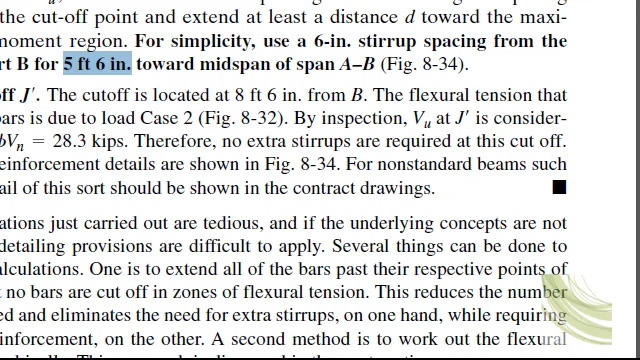 the cut-off point and extend at least a distance d toward the maxi-
moment region. For simplicity, use a 6-in. stirrup spacing from the
rt B for 5 ft 6 in. toward midspan of span A–B (Fig. 8-34).
off J′. The cutoff is located at 8 ft 6 in. from B. The flexural tension that
bars is due to load Case 2 (Fig. 8-32). By inspection, Vu at J′ is consider-
ϕVn = 28.3 kips. Therefore, no extra stirrups are required at this cut off.
reinforcement details are shown in Fig. 8-34. For nonstandard beams such
ail of this sort should be shown in the contract drawings.
ations just carried out are tedious, and if the underlying concepts are not
detailing provisions are difficult to apply. Several things can be done to
alculations. One is to extend all of the bars past their respective points of
t no bars are cut off in zones of flexural tension. This reduces the number
ed and eliminates the need for extra stirrups, on one hand, while requiring
inforcement, on the other. A second method is to work out the flexural